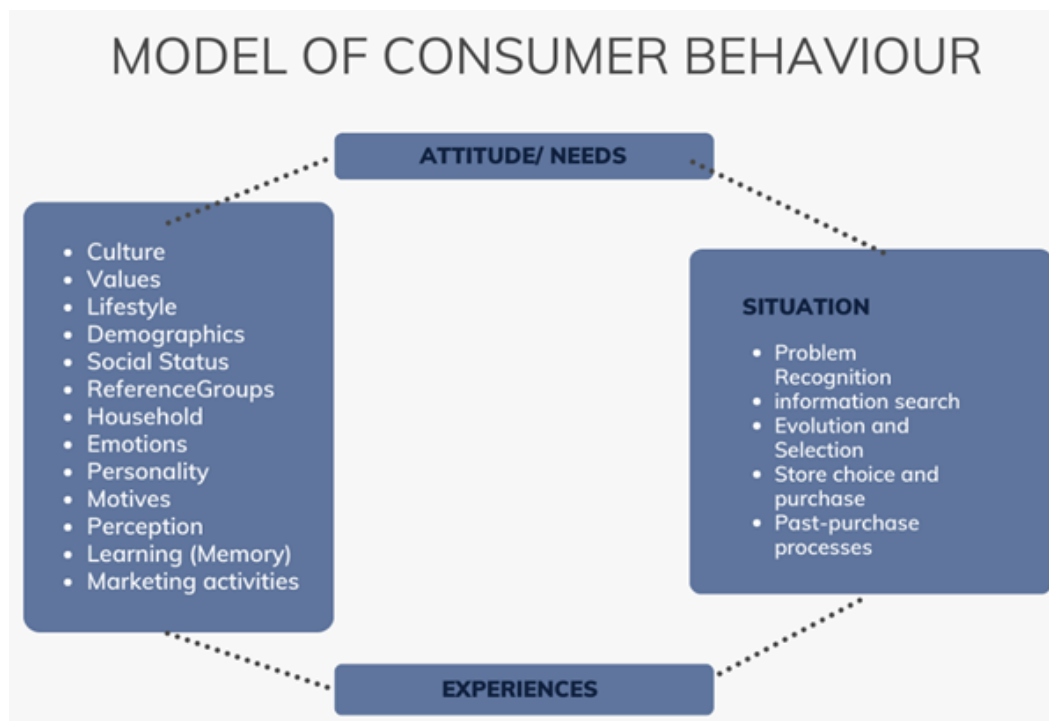 MODEL OF CONSUMER BEHAVIOUR
ATTITUDE/ NEEDS
Culture
Values
Lifestyle
Demographics
Social Status
ReferenceGroups
Household
Emotions
Personality
Motives
Perception
Learning (Memory)
Marketing activities
SITUATION
Problem
Recognition
information search
Evolution and
Selection
Store choice and
purchase
Past-purchase
processes
EXPERIENCES